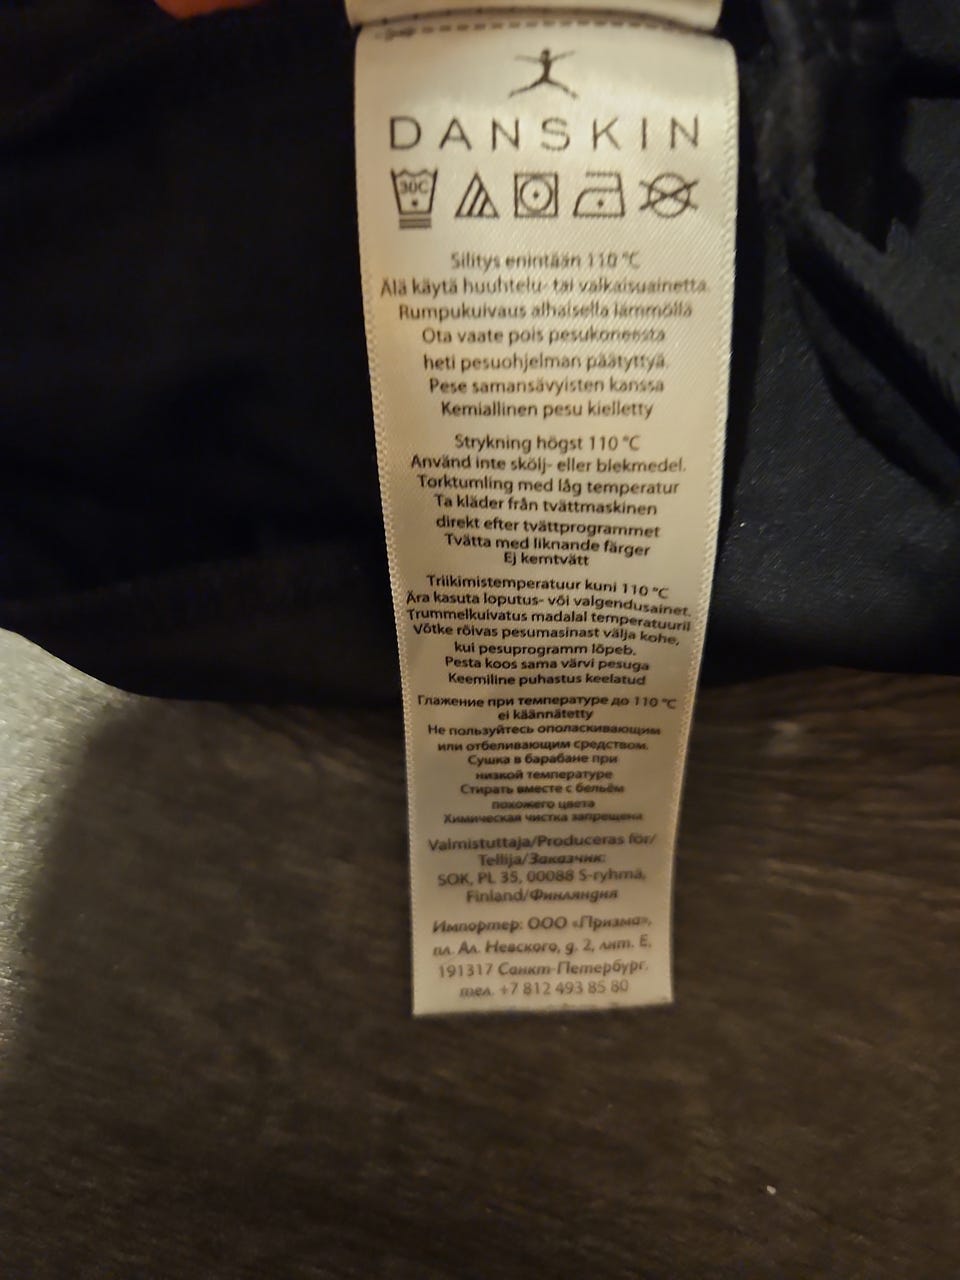 DANSKIN
30C
Silitys enintään 110 °C
Älä käytä huuhtelu- tai valkaisuainetta.
Rumpukuivaus alhaisella lämmöllä
Ota vaate pois pesukoneesta
heti pesuohjelman päätyttyä.
Pese samansävyisten kanssa
Kemiallinen pesu kielletty
Strykning högst 110 °C
Använd inte skölj- eller blekmedel.
Torktumling med låg temperatur
Ta kläder från tvättmaskinen
direkt efter tvättprogrammet
Tvätta med liknande färger
Ej kemtvätt
Triikimistemperatuur kuni 110 °C
Ära kasuta loputus- või valgendusainet.
Trummelkuivatus madalal temperatuuril
Võtke rõivas pesumasinast välja kohe,
kui pesuprogramm lõpeb.
Pesta koos sama värvi pesuga
Keemiline puhastus keelatud
Глажение при температуре до 110 °C
ei käännätetty
Не пользуйтесь ополаскивающим
или отбеливающим средством.
Сушка в барабане при
низкой температуре
Стирать вместе с бельём
похожего цвета
Химическая чистка запрещена
Valmistuttaja/Produceras för/
Tellija/Заказчик:
SOK, PL 35, 00088 S-ryhmä,
Finland/Финляндия
Импортер: ООО «Призма»,
пл. Ал. Невского, д. 2, лит. Е,
191317 Санкт-Петербург,
тел. +7 812 493 85 80